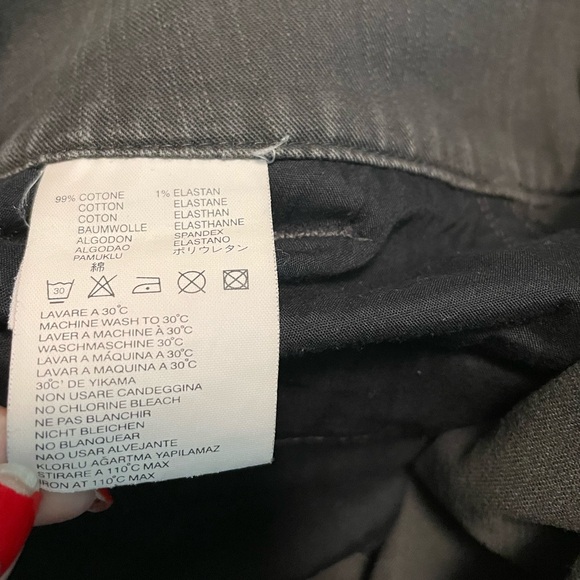 99% COTONE 1% ELASTAN
COTTON ELASTANE
COTON ELASTHAN
BAUMWOLLE ELASTHANNE
ALGODON SPANDEX
ALGODAO ELASTANO
PAMUKLU ポリウレタン
綿
30
LAVARE A 30°C
MACHINE WASH TO 30°C
LAVER A MACHINE À 30°C
WASCHMASCHINE 30°C
LAVAR A MÁQUINA A 30°C
LAVAR A MAQUINA A 30°C
30°C' DE YIKAMA
NON USARE CANDEGGINA
NO CHLORINE BLEACH
NE PAS BLANCHIR
NICHT BLEICHEN
NO BLANQUEAR
NAO USAR ALVEJANTE
KLORLU AĞARTMA YAPILAMAZ
STIRARE A 110°C MAX
IRON AT 110°C MAX